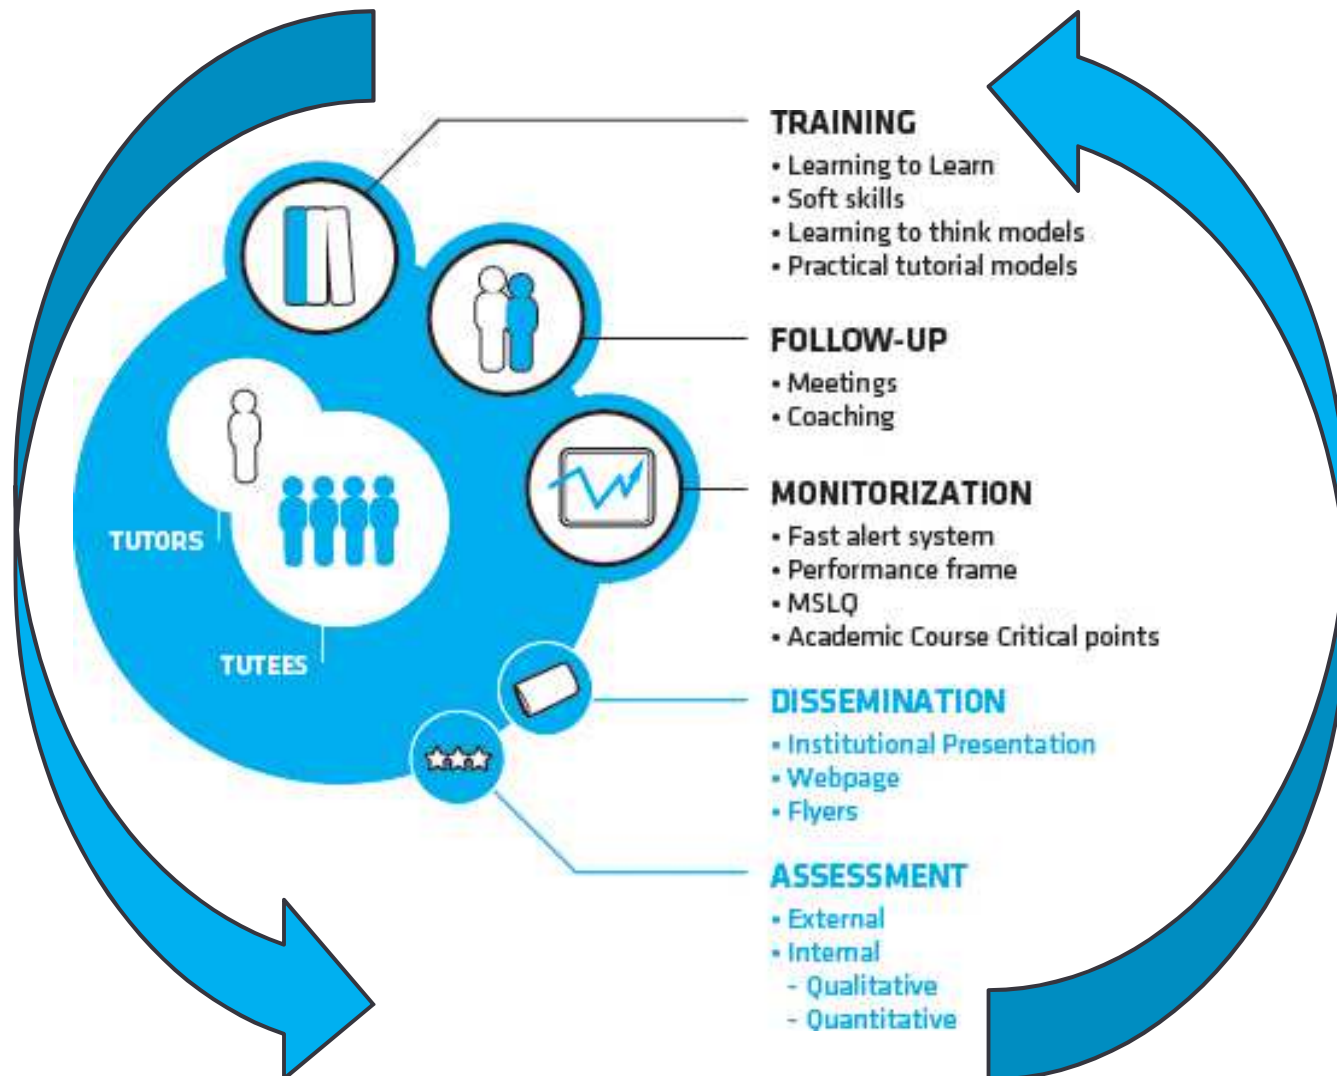 TRAINING
• Learning to Learn
• Soft skills
• Learning to think models
• Practical tutorial models
FOLLOW-UP
• Meetings
• Coaching
MONITORIZATION
• Fast alert system
• Performance frame
• MSLQ
• Academic Course Critical points
TUTORS
TUTEES
DISSEMINATION
• Institutional Presentation
• Webpage
• Flyers
ASSESSMENT
• External
• Internal
- Qualitative
- Quantitative